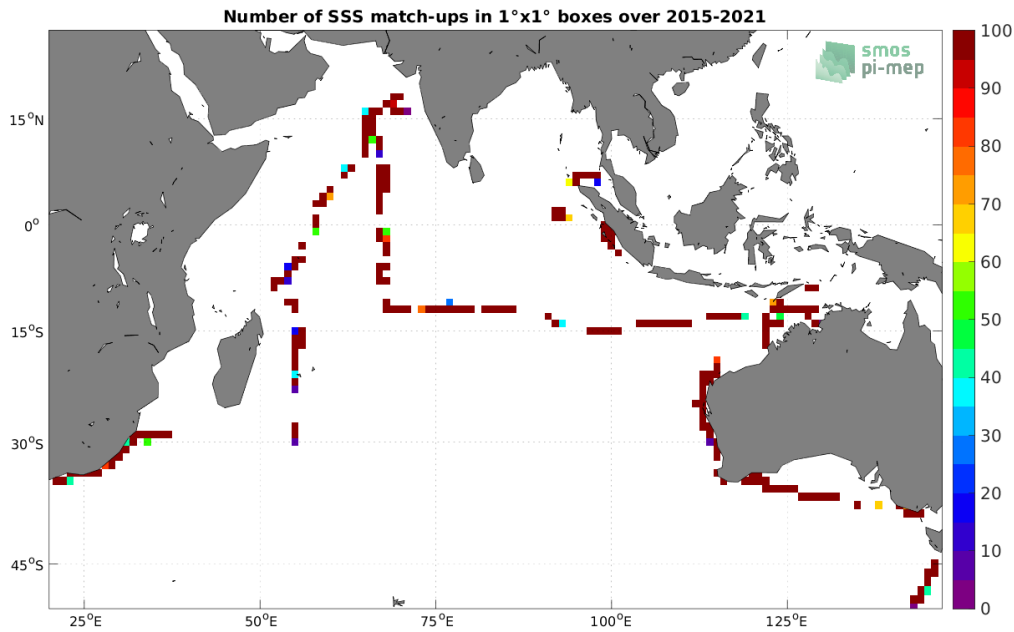 Number of SSS match-ups in 1°x1° boxes over 2015-2021
smos
pi-mep
15°N
0°
15°S
30°S
45°S
25°E
50°E
75°E
100°E
125°E
100
90
80
70
60
50
40
30
20
10
0